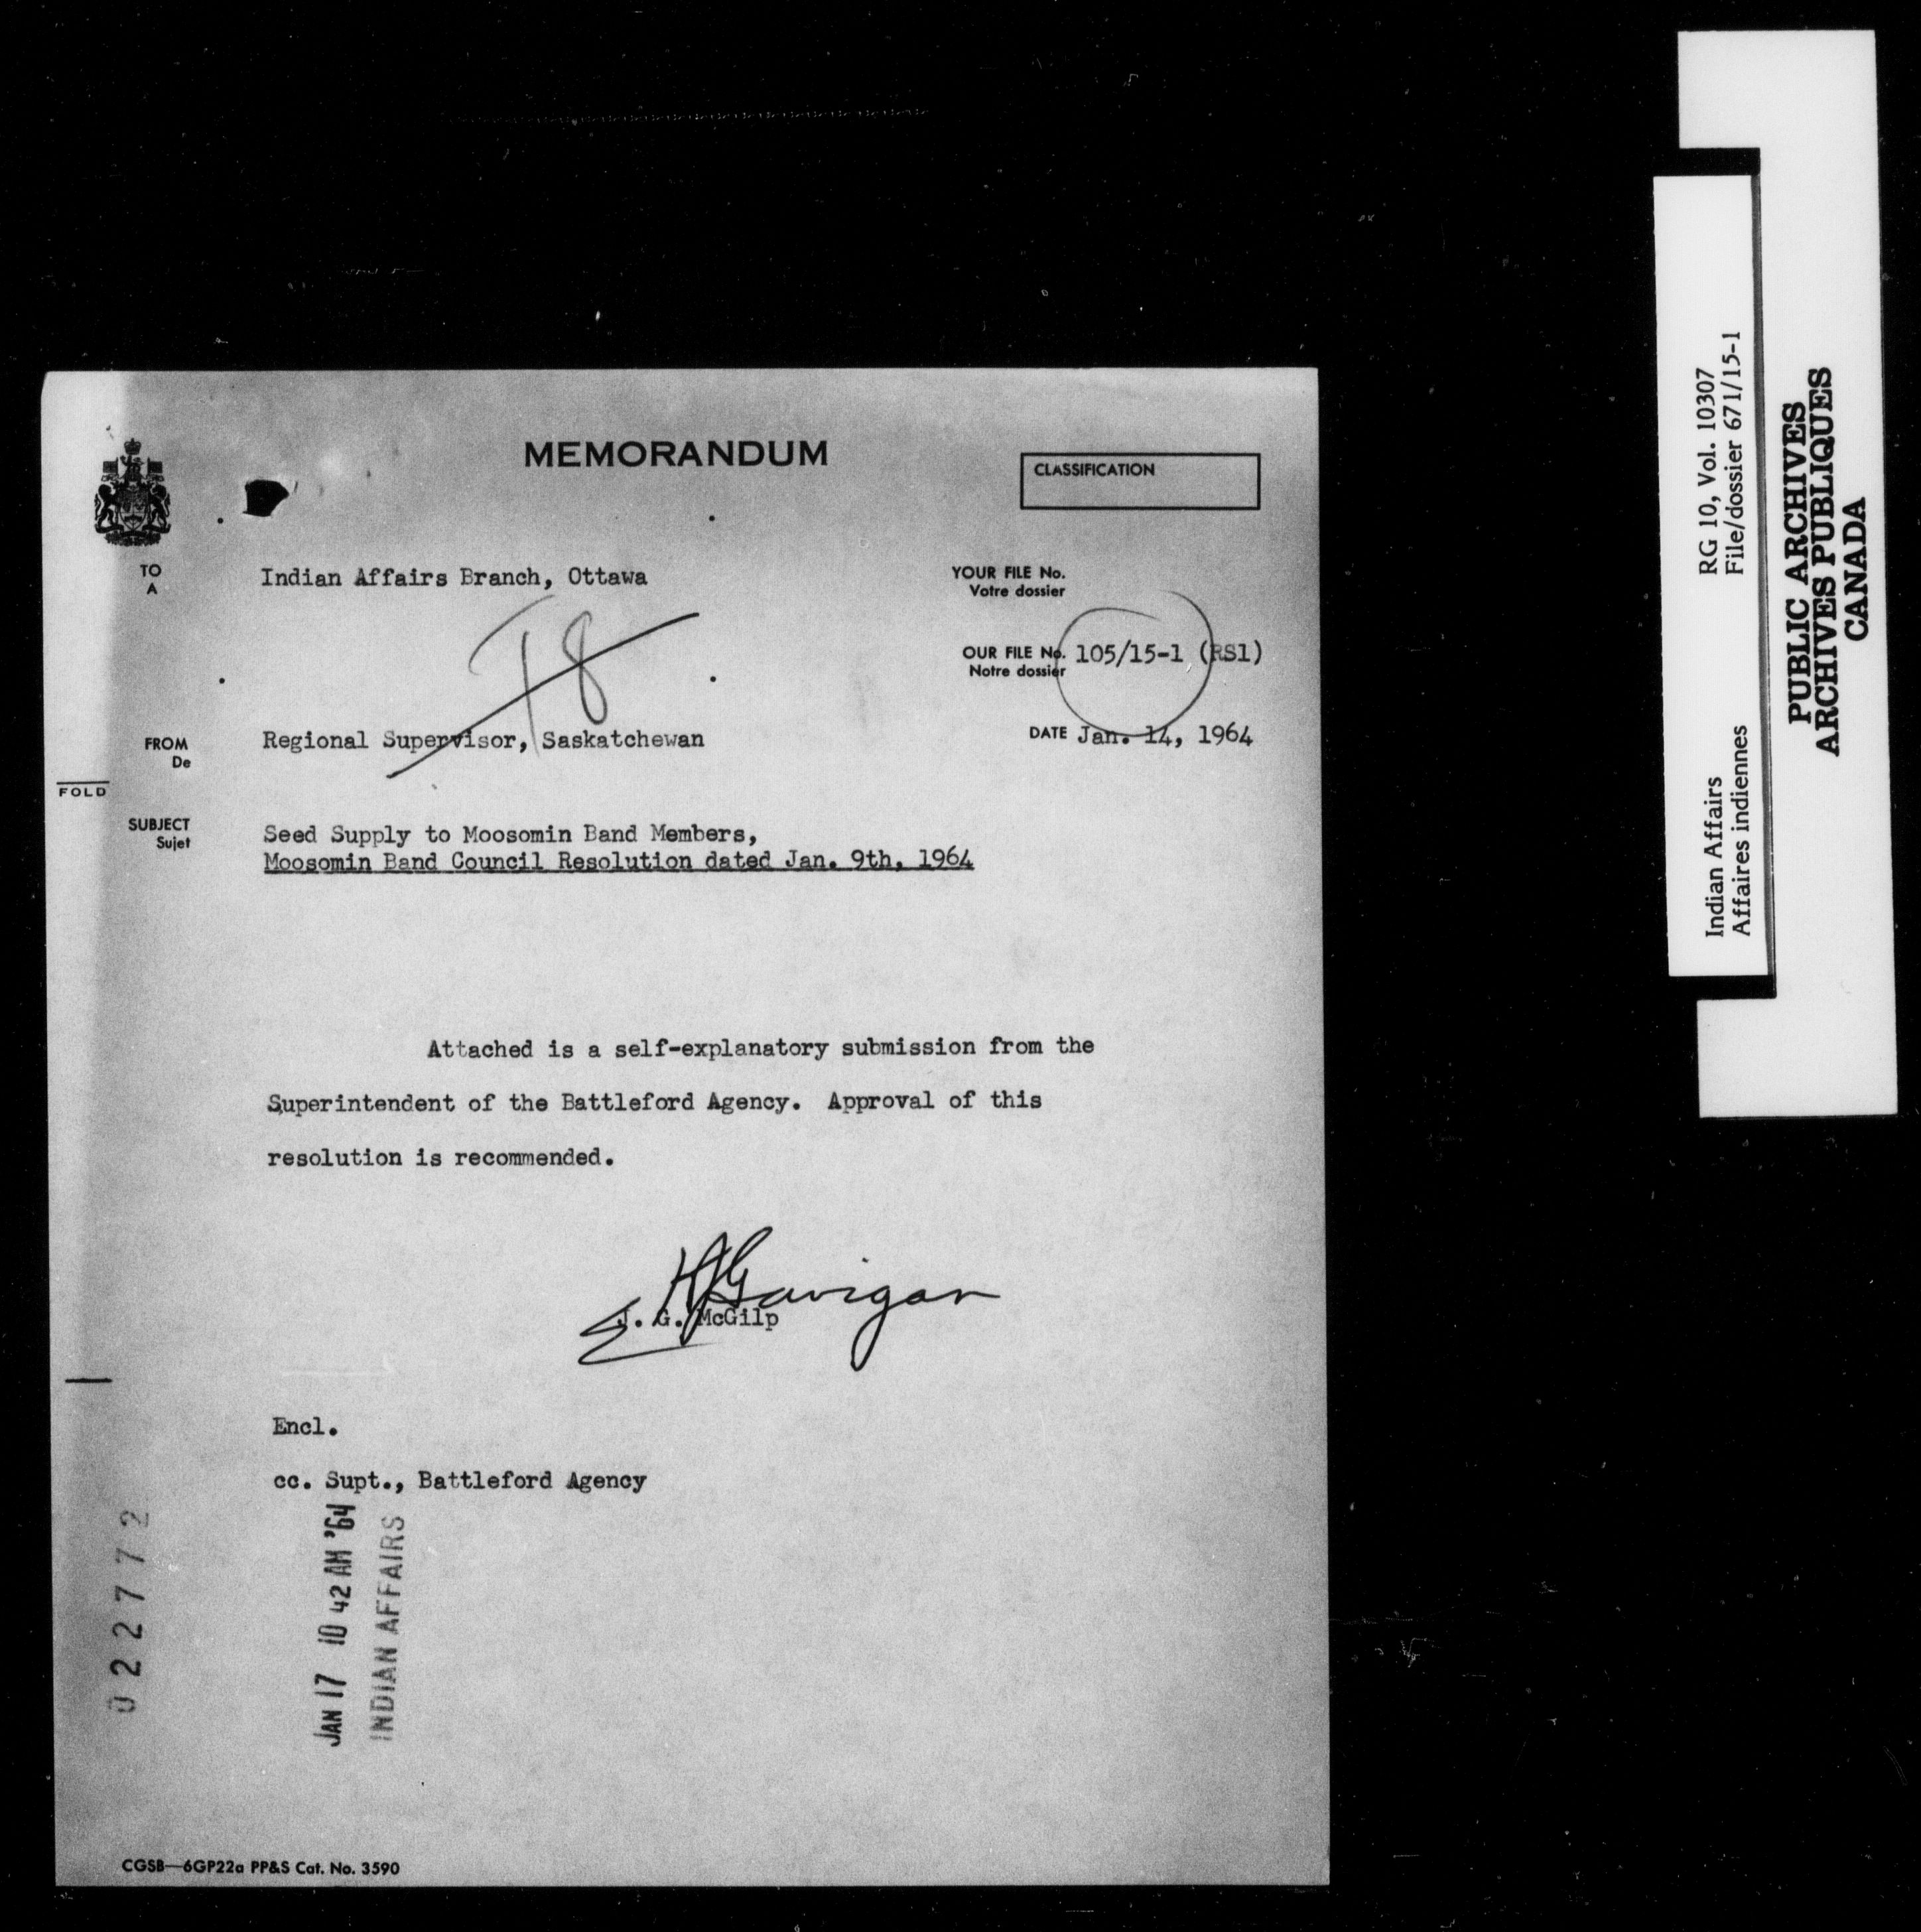 MEMORANDUM
CLASSIFICATION
TO
A
Indian Affairs Branch, Ottawa
YOUR FILE No.
Votre dossier
T8
OUR FILE No. 105/15-1 (RS1)
Notre dossier
FROM
De
Regional Supervisor, Saskatchewan
DATE Jan. 14, 1964
FOLD
SUBJECT
Sujet
Seed Supply to Moosomin Band Members,
Moosomin Band Council Resolution dated Jan. 9th, 1964
Attached is a self-explanatory submission from the
Superintendent of the Battleford Agency. Approval of this
resolution is recommended.
Gavigan
J. G. McGilp
Encl.
cc. Supt., Battleford Agency
022772
JAN 17 10 42 AM '64
INDIAN AFFAIRS
CGSB—6GP22a PP&S Cat. No. 3590
Indian Affairs RG 10, Vol. 10307
Affaires indiennes File/dossier 671/15-1
PUBLIC ARCHIVES
ARCHIVES PUBLIQUES
CANADA